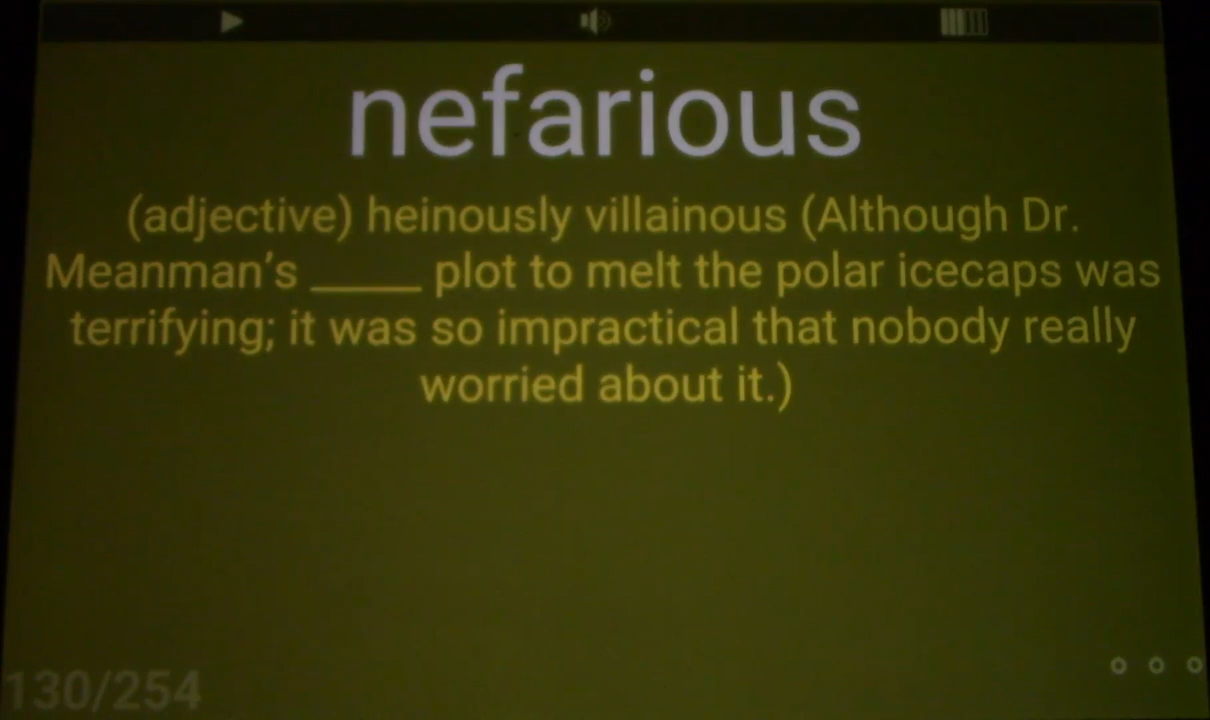 nefarious
(adjective) heinously villainous (Although Dr.
Meanman's _____ plot to melt the polar icecaps was
terrifying; it was so impractical that nobody really
worried about it.)
130/254